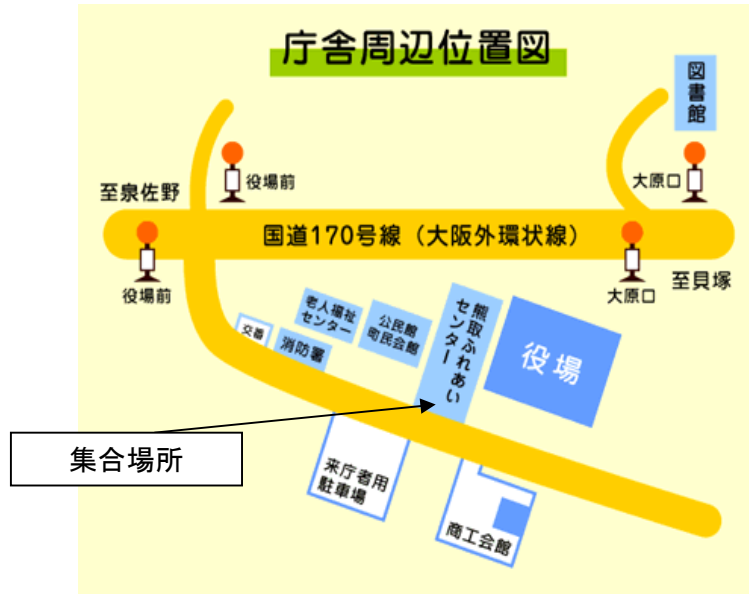 庁舎周辺位置図
図書館
役場前
大原口
至泉佐野
国道170号線（大阪外環状線）
役場前
大原口
至貝塚
老人福祉
センター
公民館
町民会館
熊取ふれあい
センター
役場
交番
消防署
集合場所
来庁者用
駐車場
商工会館